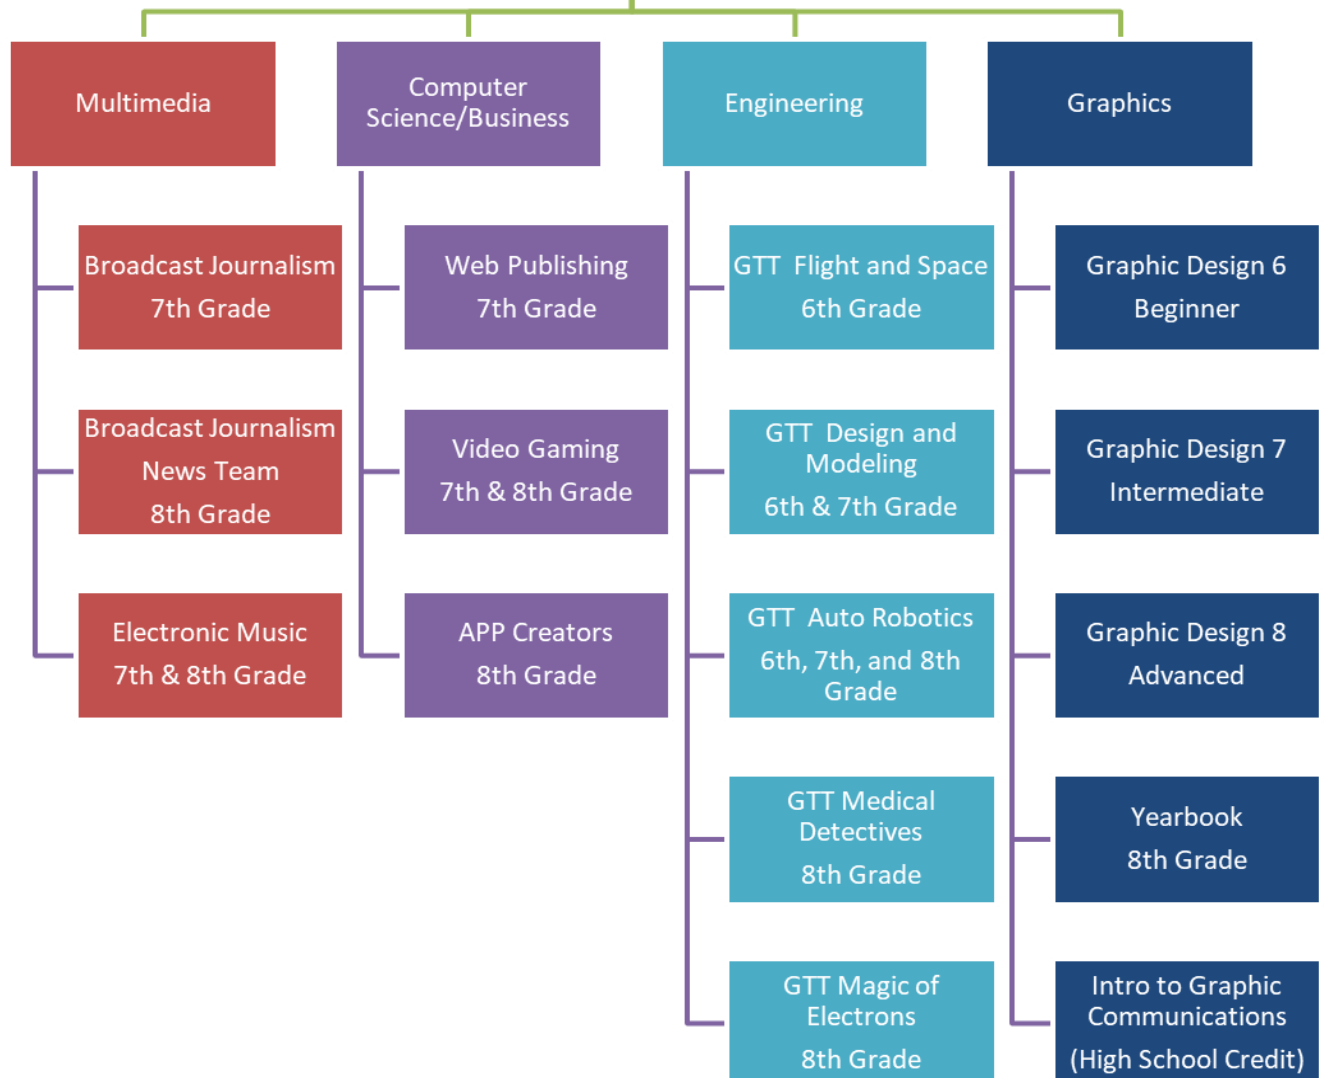 Multimedia
Computer
Science/Business
Engineering
Graphics
Broadcast Journalism
7th Grade
Broadcast Journalism
News Team
8th Grade
Electronic Music
7th & 8th Grade
Web Publishing
7th Grade
Video Gaming
7th & 8th Grade
APP Creators
8th Grade
GTT  Flight and Space
6th Grade
GTT  Design and
Modeling
6th & 7th Grade
GTT  Auto Robotics
6th, 7th, and 8th
Grade
GTT Medical
Detectives
8th Grade
GTT Magic of
Electrons
8th Grade
Graphic Design 6
Beginner
Graphic Design 7
Intermediate
Graphic Design 8
Advanced
Yearbook
8th Grade
Intro to Graphic
Communications
(High School Credit)